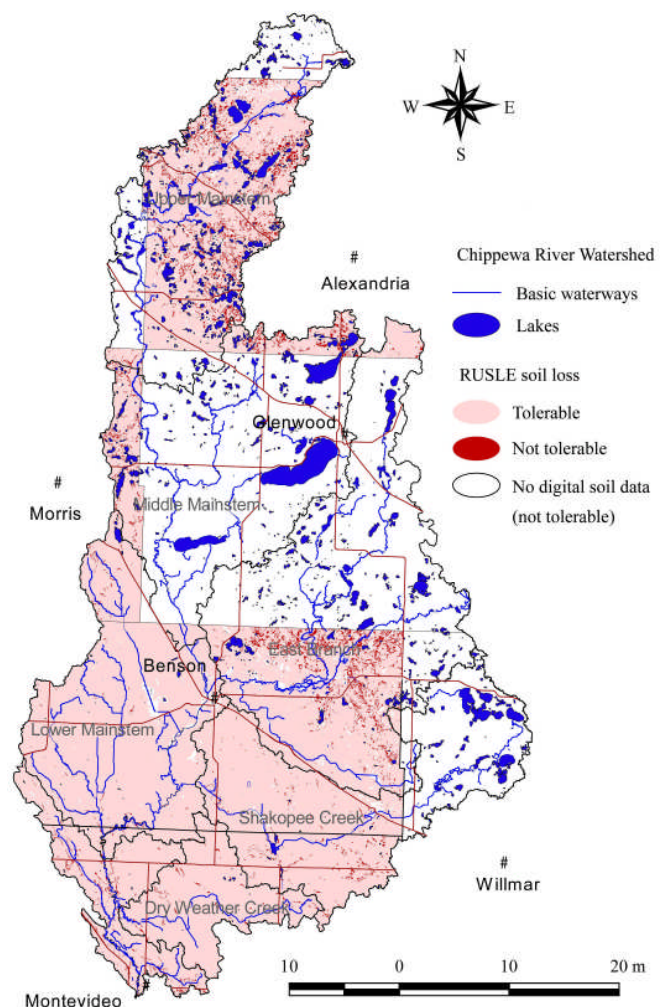 N
W E
S
Upper Mainstem
#
Alexandria
Chippewa River Watershed
Basic waterways
Lakes
RUSLE soil loss
Tolerable
Not tolerable
No digital soil data
(not tolerable)
Glenwood
#
#
Morris
Middle Mainstem
East Branch
Benson
#
Lower Mainstem
Shakopee Creek
#
Willmar
Dry Weather Creek
10 0 10 20 m
#
Montevideo